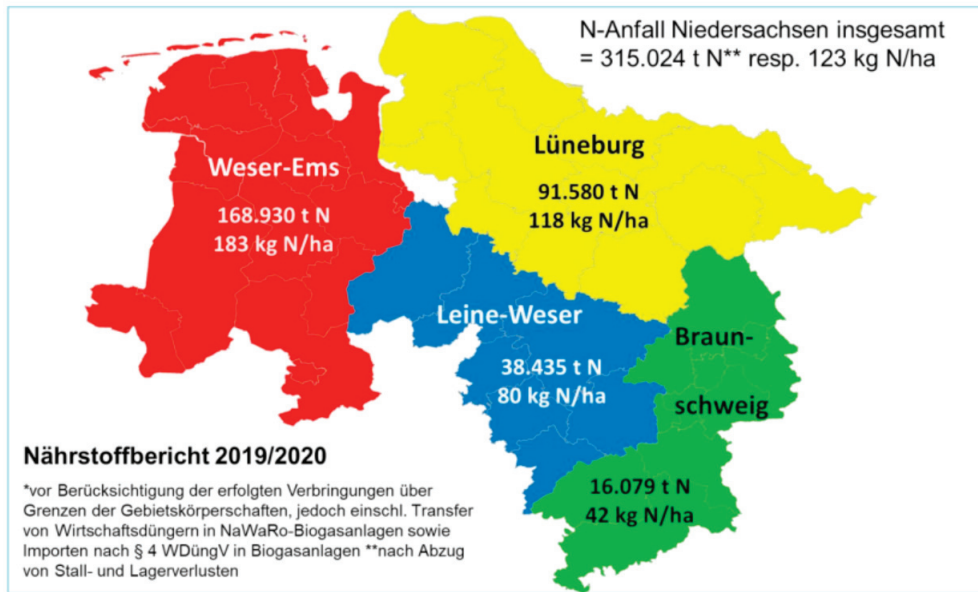 N-Anfall Niedersachsen insgesamt
= 315.024 t N** resp. 123 kg N/ha
Weser-Ems
168.930 t N
183 kg N/ha
Lüneburg
91.580 t N
118 kg N/ha
Leine-Weser
38.435 t N
80 kg N/ha
Braun-
schweig
16.079 t N
42 kg N/ha
Nährstoffbericht 2019/2020
*vor Berücksichtigung der erfolgten Verbringungen über
Grenzen der Gebietskörperschaften, jedoch einschl. Transfer
von Wirtschaftsdüngern in NaWaRo-Biogasanlagen sowie
Importen nach § 4 WDüngV in Biogasanlagen **nach Abzug
von Stall- und Lagerverlusten